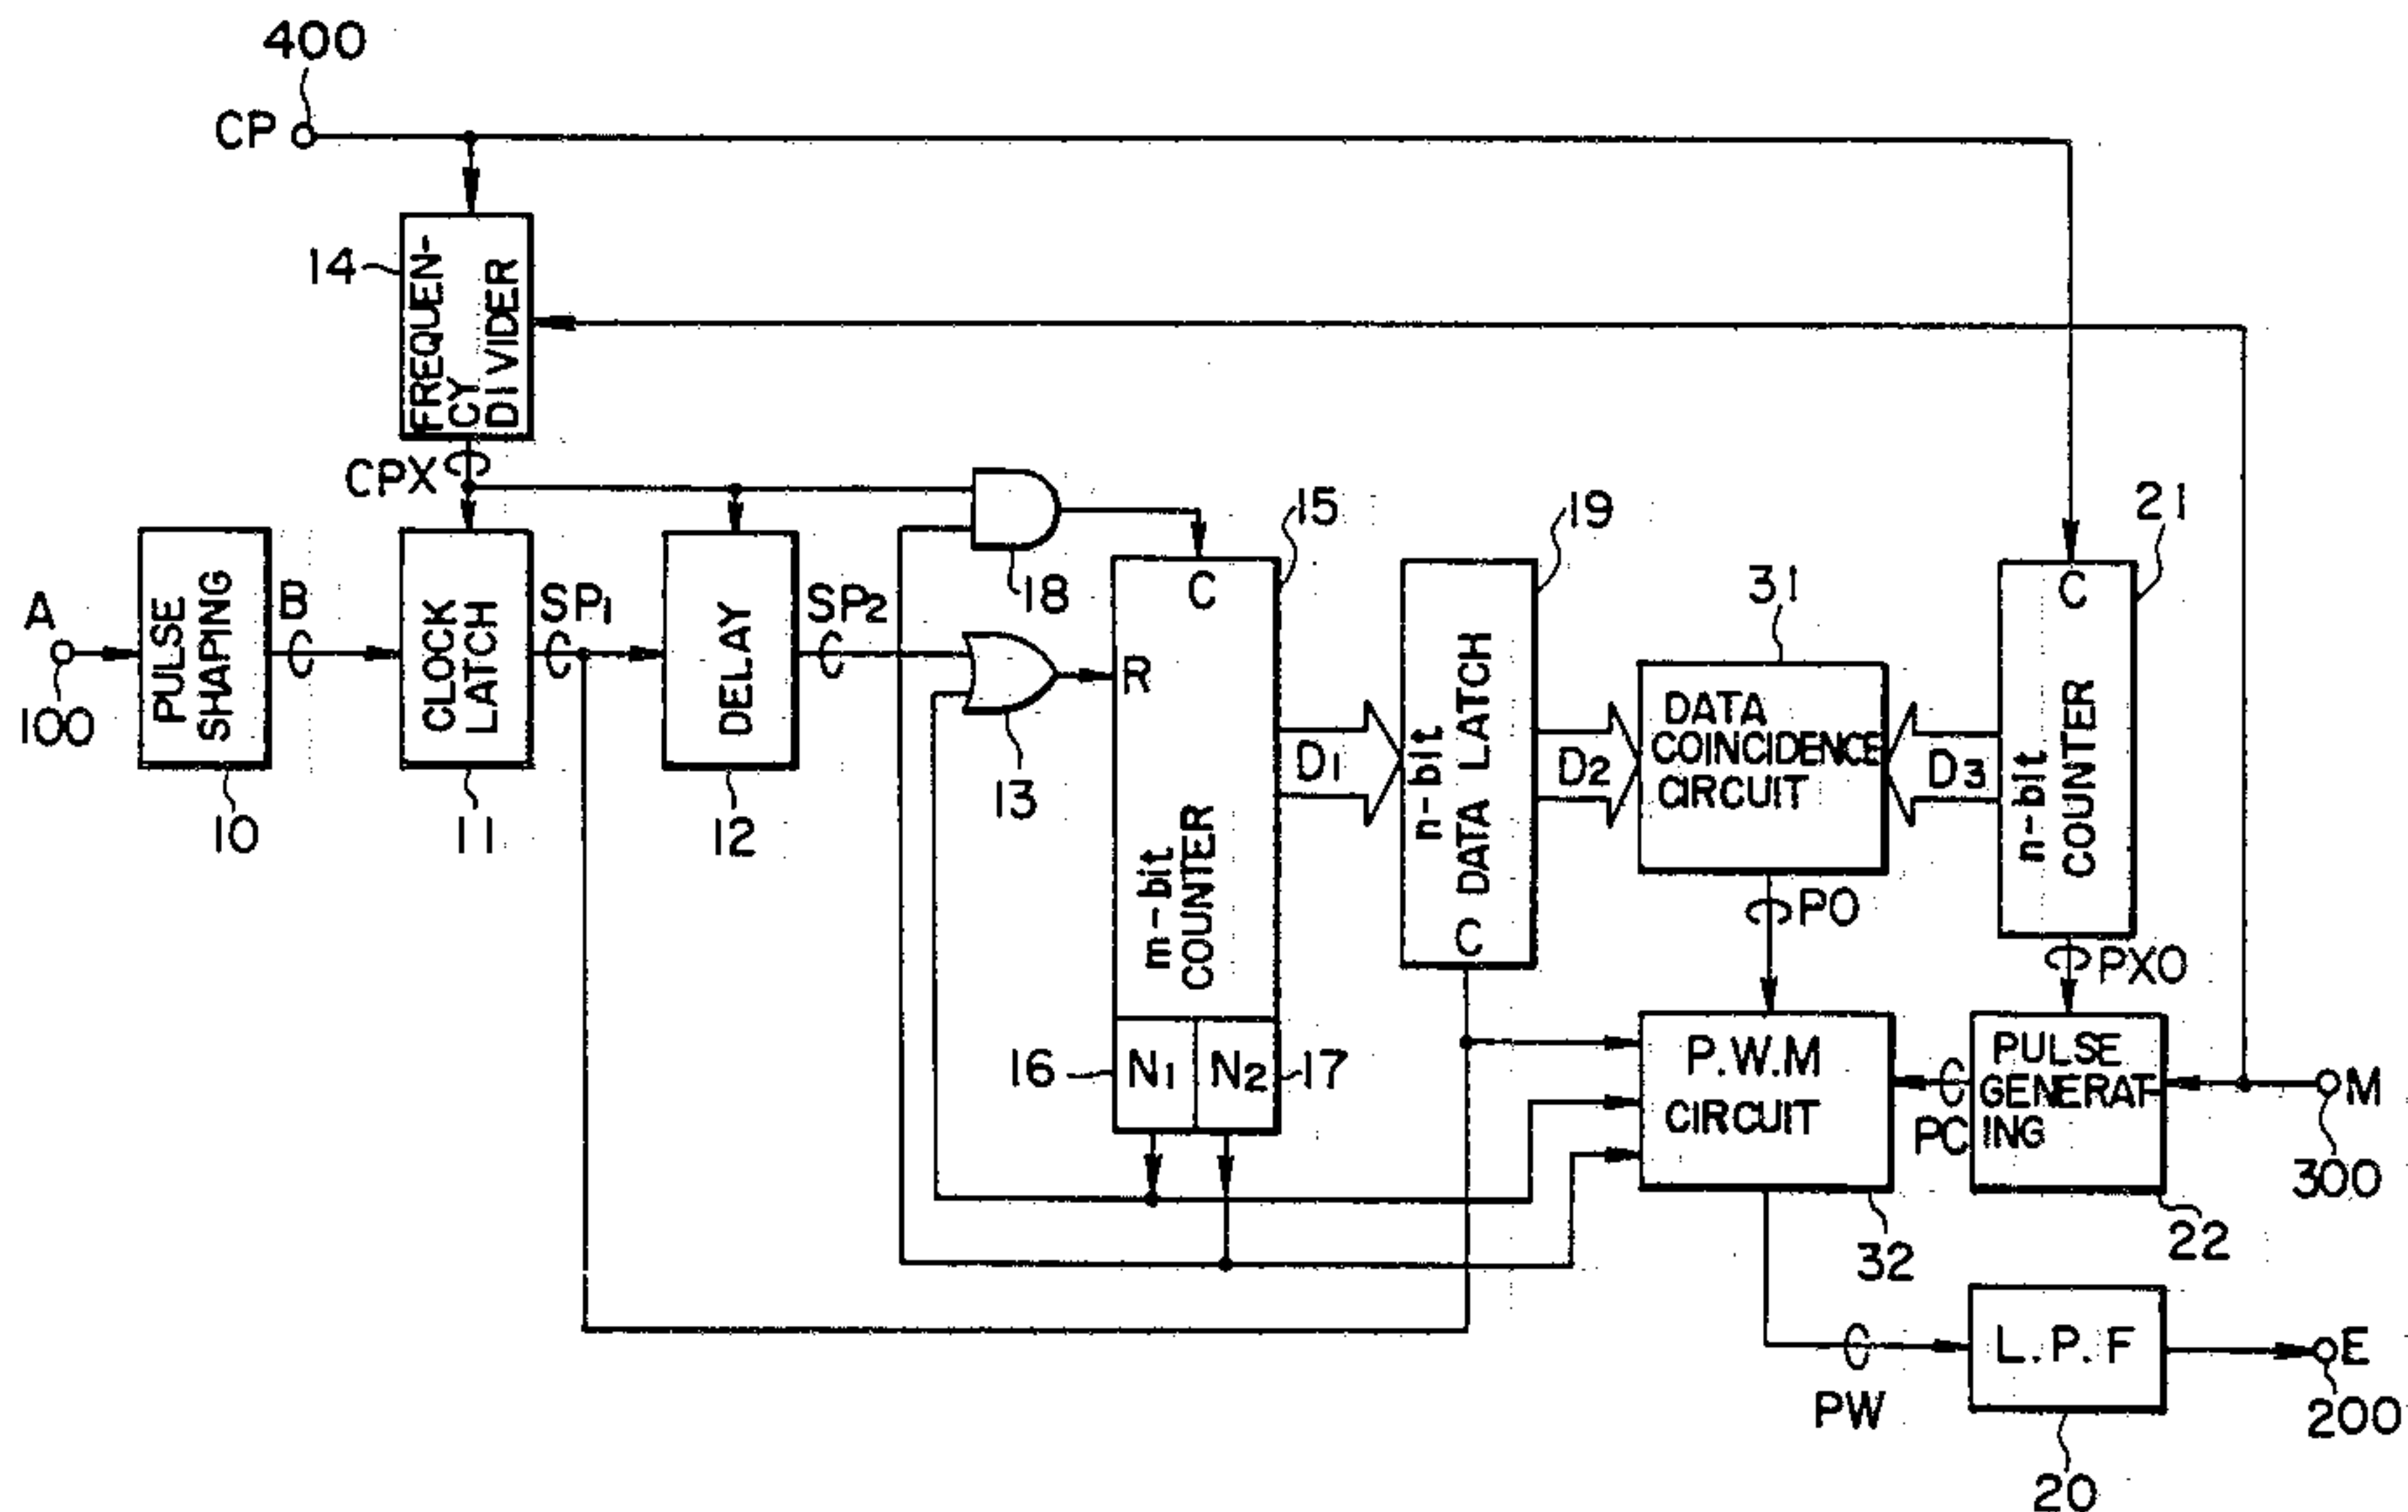 400
CP
14
FREQUEN-
CY
DIVIDER
CPX
A
100
PULSE
SHAPING
10
B
CLOCK
LATCH
11
SP1
DELAY
12
SP2
18
13
15
C
R
m-bit
COUNTER
16
N1
N2
17
D1
19
n-bit
DATA LATCH
C
D2
31
DATA
COINCIDENCE
CIRCUIT
D3
21
C
n-bit
COUNTER
PO
PXO
P.W.M
CIRCUIT
32
PC
PULSE
GENERAT-
ING
22
M
300
PW
L.P.F
20
E
200